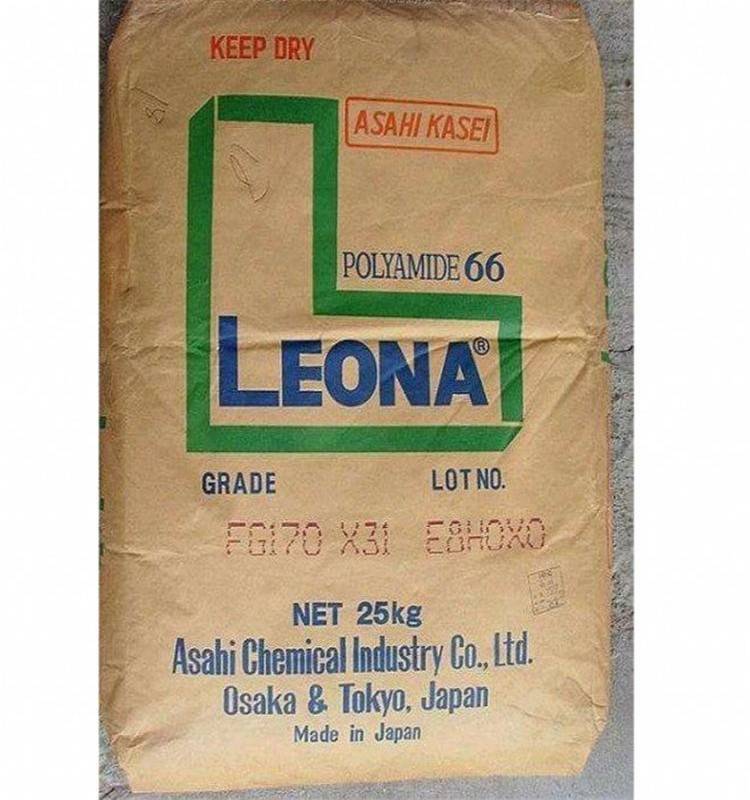 KEEP DRY
ASAHI KASEI
POLYAMIDE 66
LEONA®
GRADE LOT NO.
FG170 X31 E8H0X0
NET 25kg
Asahi Chemical Industry Co., Ltd.
Osaka & Tokyo, Japan
Made in Japan